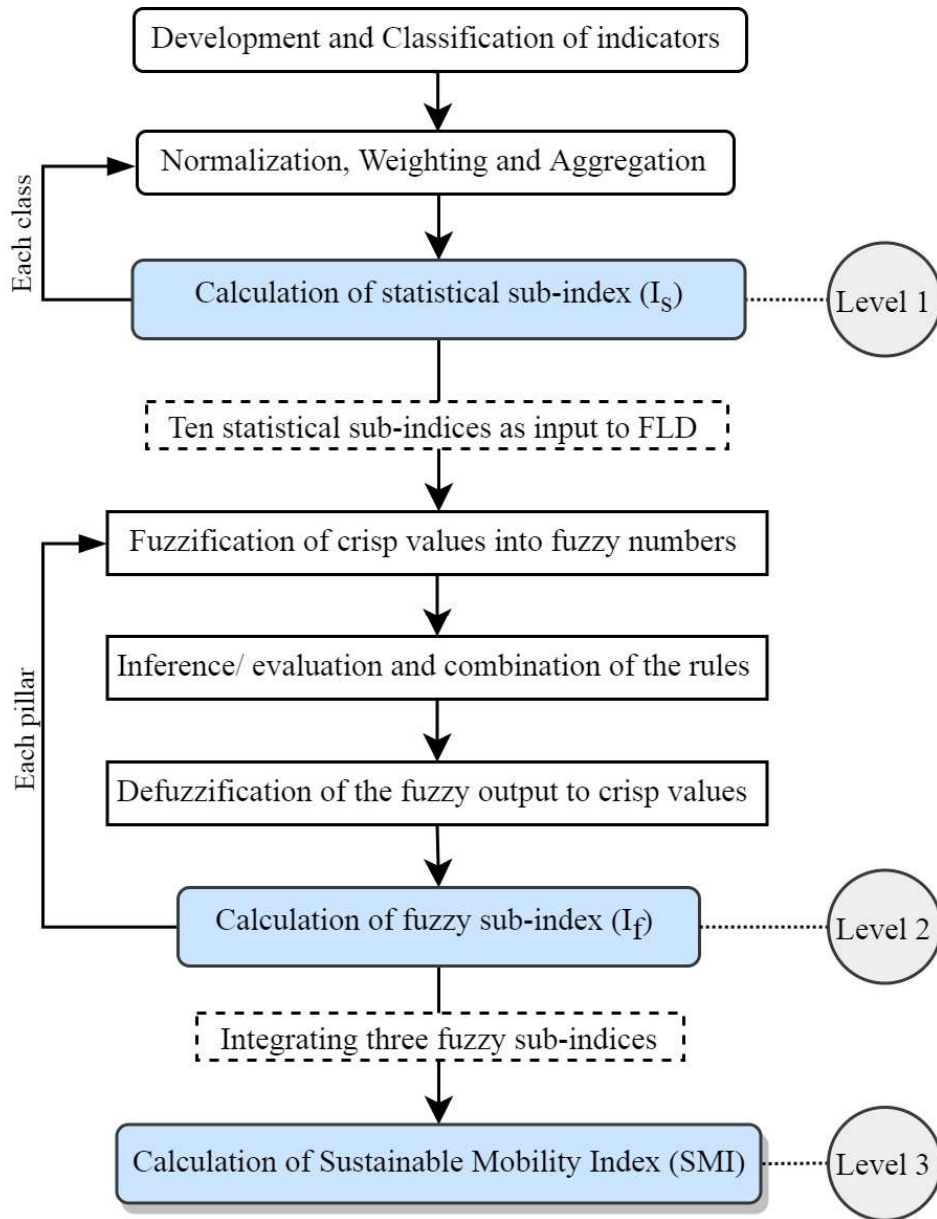 Development and Classification of indicators
Normalization, Weighting and Aggregation
Each class
Calculation of statistical sub-index (Is)
Level 1
Ten statistical sub-indices as input to FLD
Fuzzification of crisp values into fuzzy numbers
Inference/ evaluation and combination of the rules
Each pillar
Defuzzification of the fuzzy output to crisp values
Calculation of fuzzy sub-index (If)
Level 2
Integrating three fuzzy sub-indices
Calculation of Sustainable Mobility Index (SMI)
Level 3